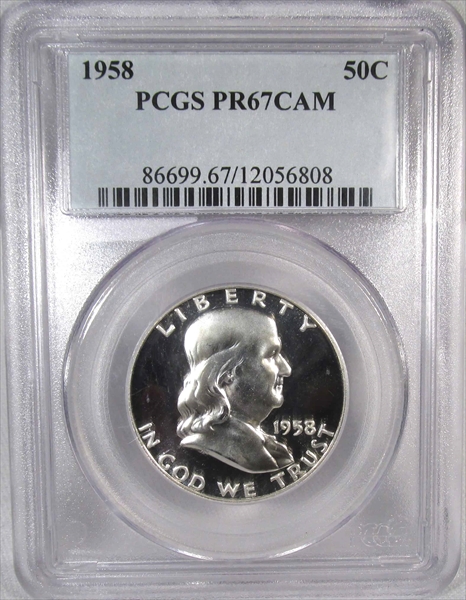 1958 50C
PCGS PR67CAM
86699.67/12056808
LIBERTY
1958
IN GOD WE TRUST